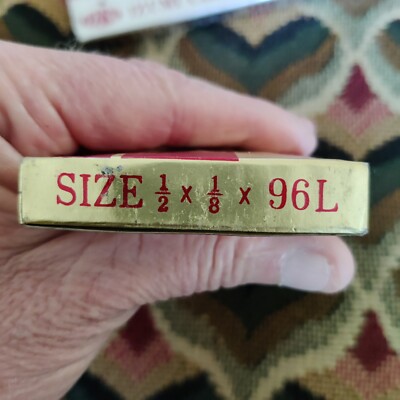 SIZE ½ x ⅛ x 96L